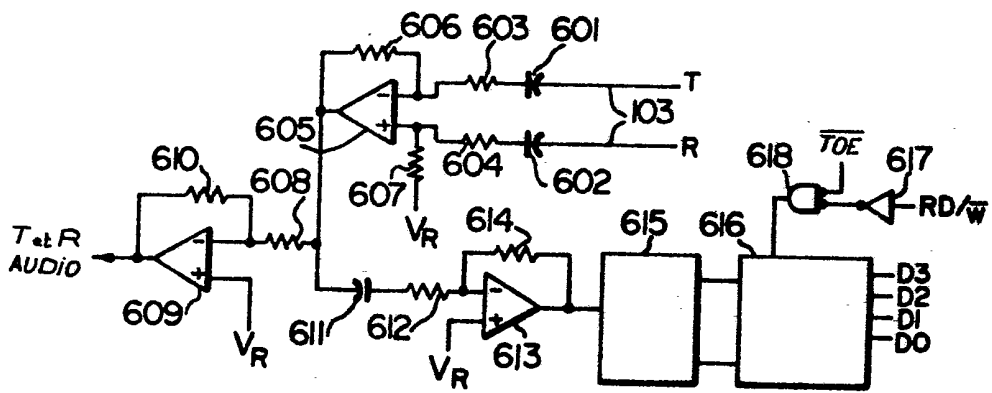 606
603
601
T
605
103
R
604
602
607
V_R
610
608
T et R
AUDIO
609
V_R
611
612
614
613
V_R
615
616
618
T̅O̅E̅
617
RD/W̅
D3
D2
D1
D0
+
-
+
-
+
-